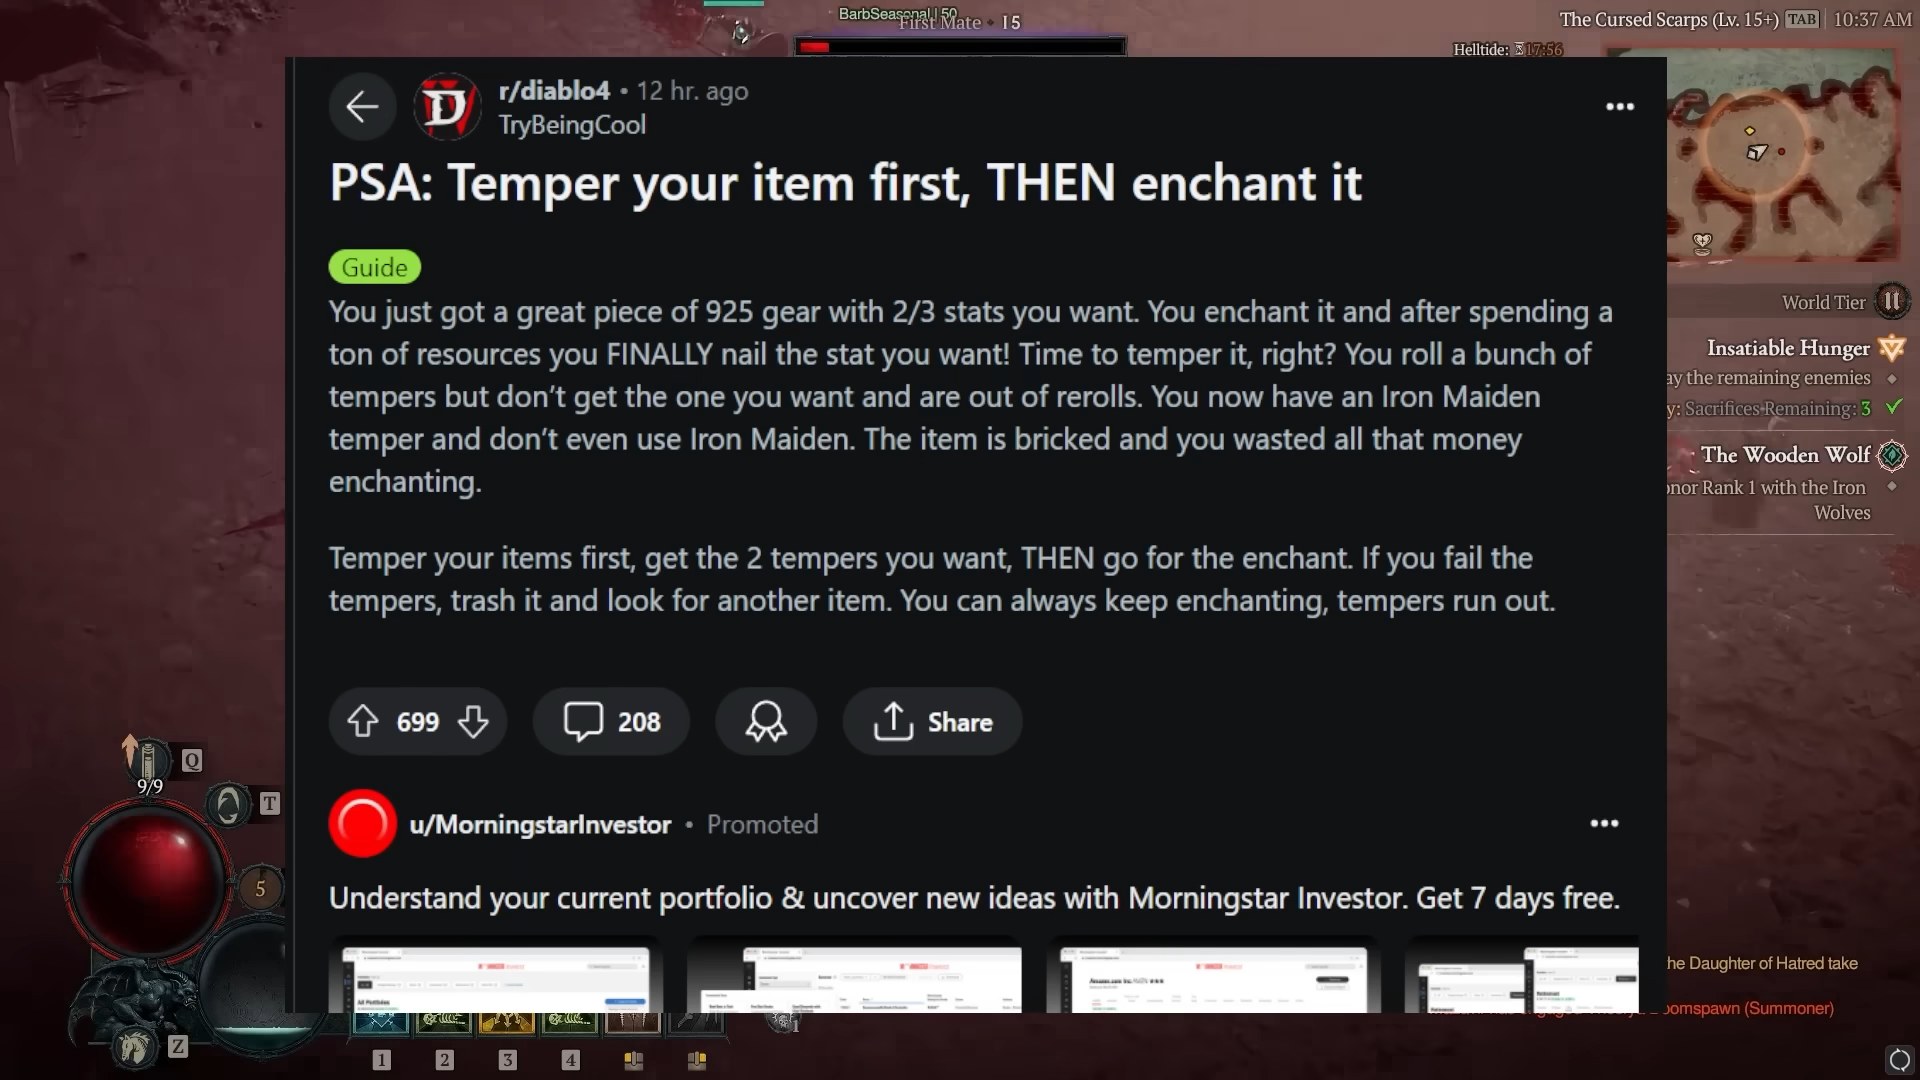 BarbSeasonal | 50
First Mate 15
The Cursed Scarps (Lv. 15+) TAB 10:37 AM
Helltide: 17:56
r/diablo4 • 12 hr. ago
TryBeingCool
PSA: Temper your item first, THEN enchant it
Guide
You just got a great piece of 925 gear with 2/3 stats you want. You enchant it and after spending a
ton of resources you FINALLY nail the stat you want! Time to temper it, right? You roll a bunch of
tempers but don’t get the one you want and are out of rerolls. You now have an Iron Maiden
temper and don’t even use Iron Maiden. The item is bricked and you wasted all that money
enchanting.
Temper your items first, get the 2 tempers you want, THEN go for the enchant. If you fail the
tempers, trash it and look for another item. You can always keep enchanting, tempers run out.
699
208
Share
u/MorningstarInvestor • Promoted
Understand your current portfolio & uncover new ideas with Morningstar Investor. Get 7 days free.
World Tier II
Insatiable Hunger
ay the remaining enemies
y: Sacrifices Remaining: 3
The Wooden Wolf
onor Rank 1 with the Iron
Wolves
he Daughter of Hatred take
oomspawn (Summoner)
Q
9/9
T
5
Z
1
1 2 3 4